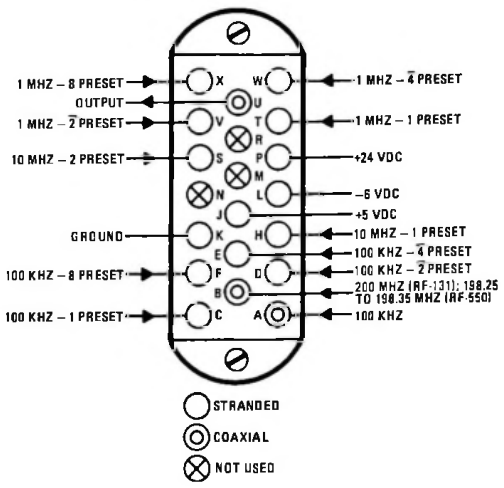 1 MHZ – 8 PRESET X W 1 MHZ – 4̅ PRESET
OUTPUT U
1 MHZ – 2̅ PRESET V T 1 MHZ – 1 PRESET
R
10 MHZ – 2 PRESET S P +24 VDC
M
N L –6 VDC
J +5 VDC
GROUND K H 10 MHZ – 1 PRESET
E 100 KHZ – 4̅ PRESET
100 KHZ – 8 PRESET F D 100 KHZ – 2̅ PRESET
B 200 MHZ (RF-131); 198.25
TO 198.35 MHZ (RF-550)
100 KHZ – 1 PRESET C A 100 KHZ
STRANDED
COAXIAL
NOT USED